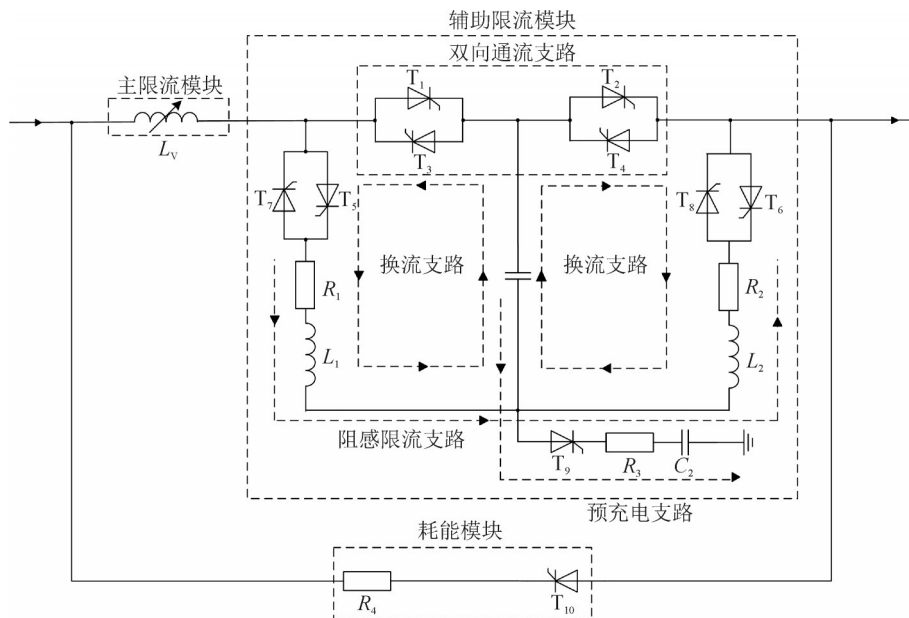 辅助限流模块
双向通流支路
主限流模块
T1
T2
LV
T3
T4
T7
T5
T8
T6
换流支路
换流支路
R1
R2
L1
L2
阻感限流支路
T9
R3
C2
预充电支路
耗能模块
R4
T10